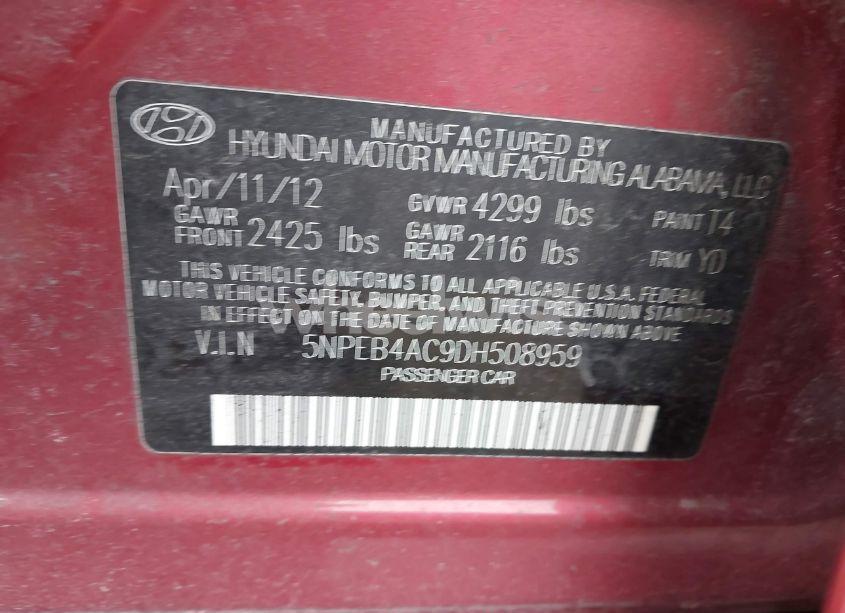 MANUFACTURED BY
HYUNDAI MOTOR MANUFACTURING ALABAMA, LLC
Apr/11/12 GVWR 4299 lbs PAINT T4
GAWR FRONT 2425 lbs GAWR REAR 2116 lbs TRIM YD
THIS VEHICLE CONFORMS TO ALL APPLICABLE U.S.A. FEDERAL
MOTOR VEHICLE SAFETY, BUMPER, AND THEFT PREVENTION STANDARDS
IN EFFECT ON THE DATE OF MANUFACTURE SHOWN ABOVE
V.I.N 5NPEB4AC9DH508959
PASSENGER CAR